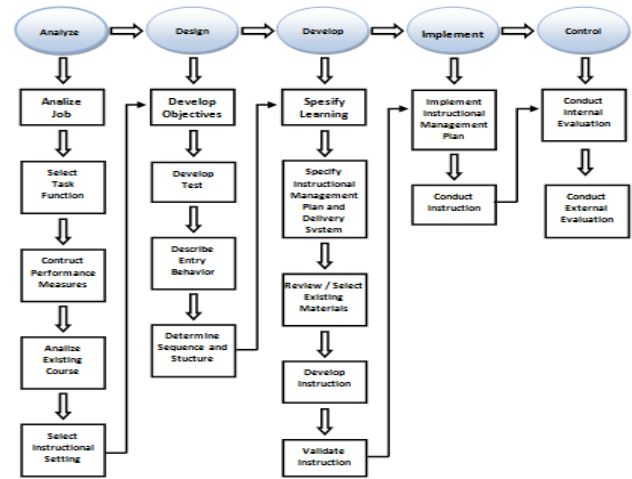 Analyze
Design
Develop
Implement
Control
Analize
Job
Select
Task
Function
Contruct
Performance
Measures
Analize
Existing
Course
Select
Instructional
Setting
Develop
Objectives
Develop
Test
Describe
Entry
Behavior
Determine
Sequence and
Stucture
Spesify
Learning
Specify
Instructional
Management
Plan and
Delivery
System
Review / Select
Existing
Materials
Develop
Instruction
Validate
Instruction
Implement
Instructional
Management
Plan
Conduct
Instruction
Conduct
Internal
Evaluation
Conduct
External
Evaluation